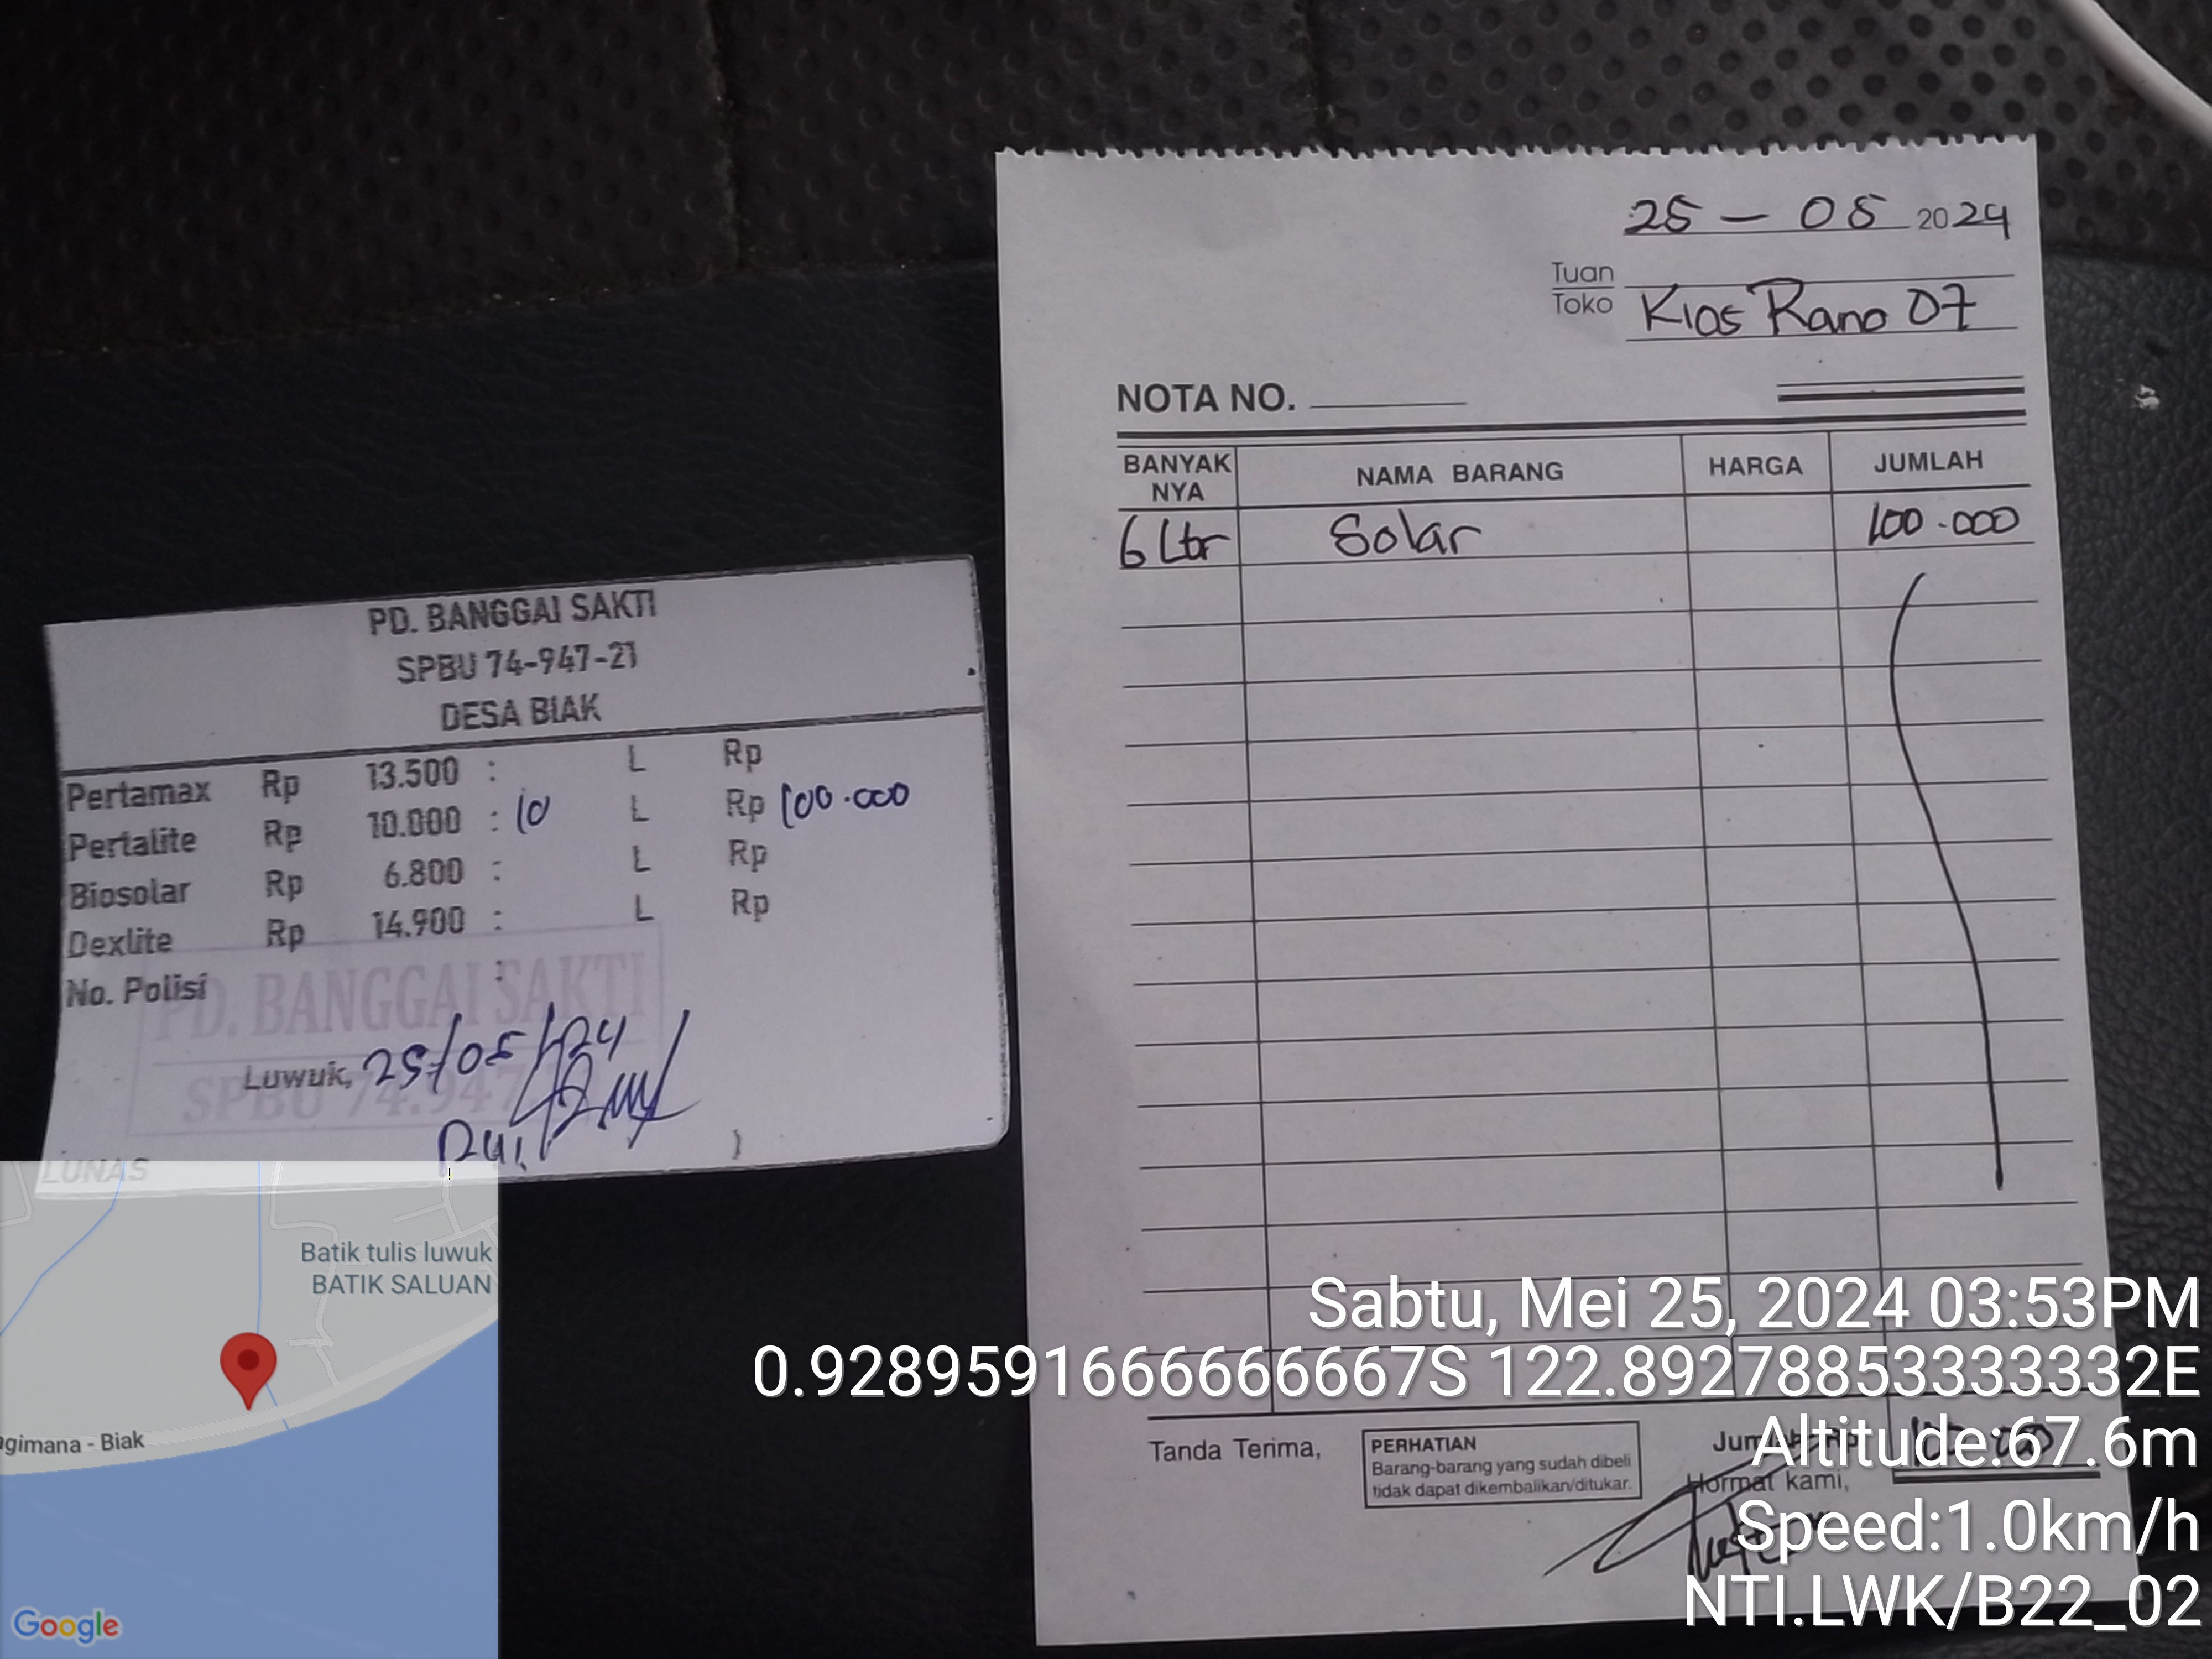 PD. BANGGAI SAKTI
SPBU 74-947-21
DESA BIAK
Pertamax Rp 13.500 : L Rp
Pertalite Rp 10.000 : 10 L Rp 100.000
Biosolar Rp 6.800 : L Rp
Dexlite Rp 14.900 : L Rp
No. Polisi :
PD. BANGGAI SAKTI
SPBU 74.947
Luwuk, 25/05/24
)
LUNAS
25 - 05 2024
Tuan
Toko Kios Rano 07
NOTA NO.
BANYAK NYA NAMA BARANG HARGA JUMLAH
6 Ltr Solar 100.000
Tanda Terima,
PERHATIAN
Barang-barang yang sudah dibeli
tidak dapat dikembalikan/ditukar.
Hormat kami,
Batik tulis luwuk
BATIK SALUAN
agimana - Biak
Google
Sabtu, Mei 25, 2024 03:53PM
0.9289591666666667S 122.89278853333332E
Altitude:67.6m
Speed:1.0km/h
NTI.LWK/B22_02